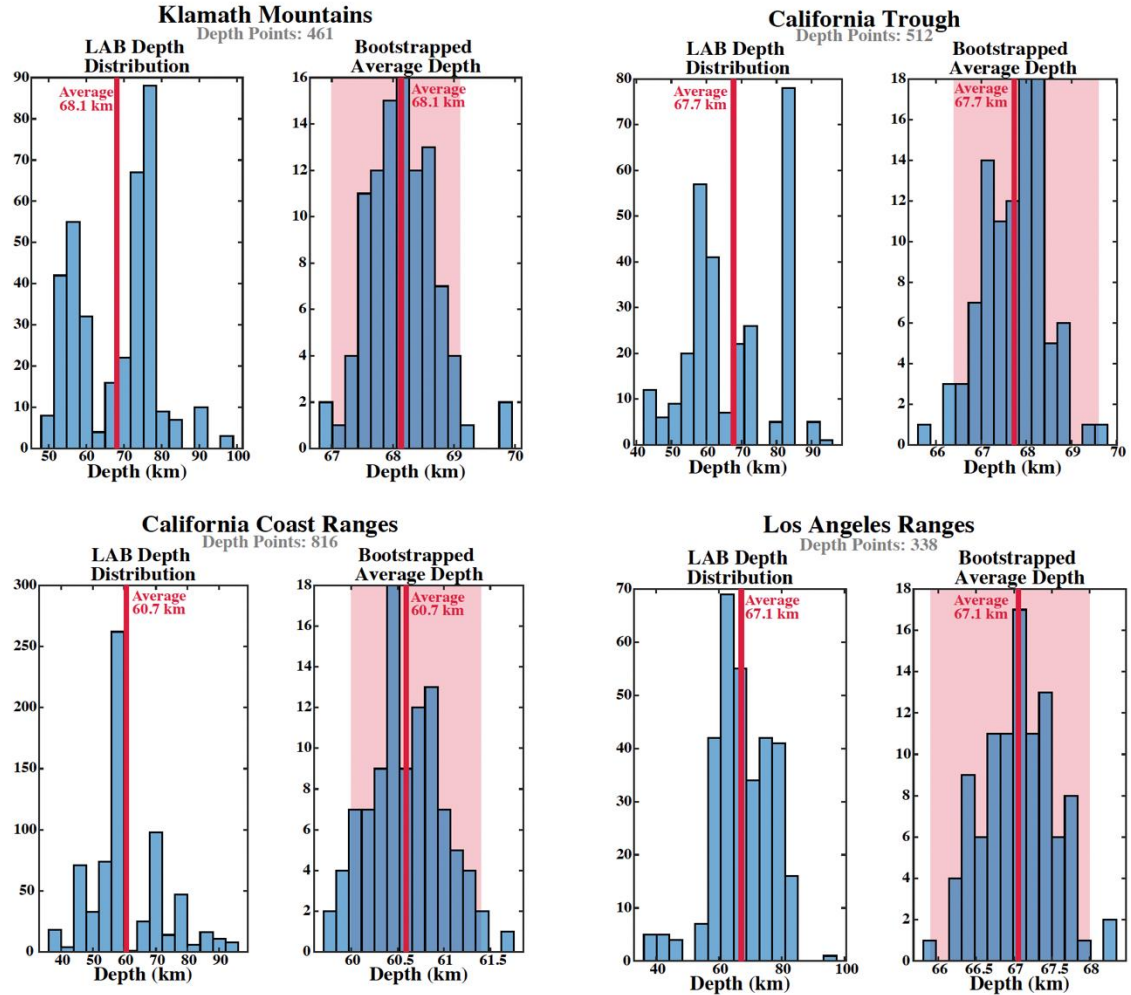 Klamath Mountains
Depth Points: 461
LAB Depth
Distribution
Bootstrapped
Average Depth
90
80
70
60
50
40
30
20
10
0
Average
68.1 km
50 60 70 80 90 100
Depth (km)
16
14
12
10
8
6
4
2
0
Average
68.1 km
67 68 69 70
Depth (km)
California Trough
Depth Points: 512
LAB Depth
Distribution
Bootstrapped
Average Depth
80
70
60
50
40
30
20
10
0
Average
67.7 km
40 50 60 70 80 90 100
Depth (km)
18
16
14
12
10
8
6
4
2
0
Average
67.7 km
66 67 68 69 70
Depth (km)
California Coast Ranges
Depth Points: 816
LAB Depth
Distribution
Bootstrapped
Average Depth
300
250
200
150
100
50
0
Average
60.7 km
40 50 60 70 80 90
Depth (km)
18
16
14
12
10
8
6
4
2
0
Average
60.7 km
60 60.5 61 61.5
Depth (km)
Los Angeles Ranges
Depth Points: 338
LAB Depth
Distribution
Bootstrapped
Average Depth
70
60
50
40
30
20
10
0
Average
67.1 km
40 60 80 100
Depth (km)
18
16
14
12
10
8
6
4
2
0
Average
67.1 km
66 66.5 67 67.5 68
Depth (km)